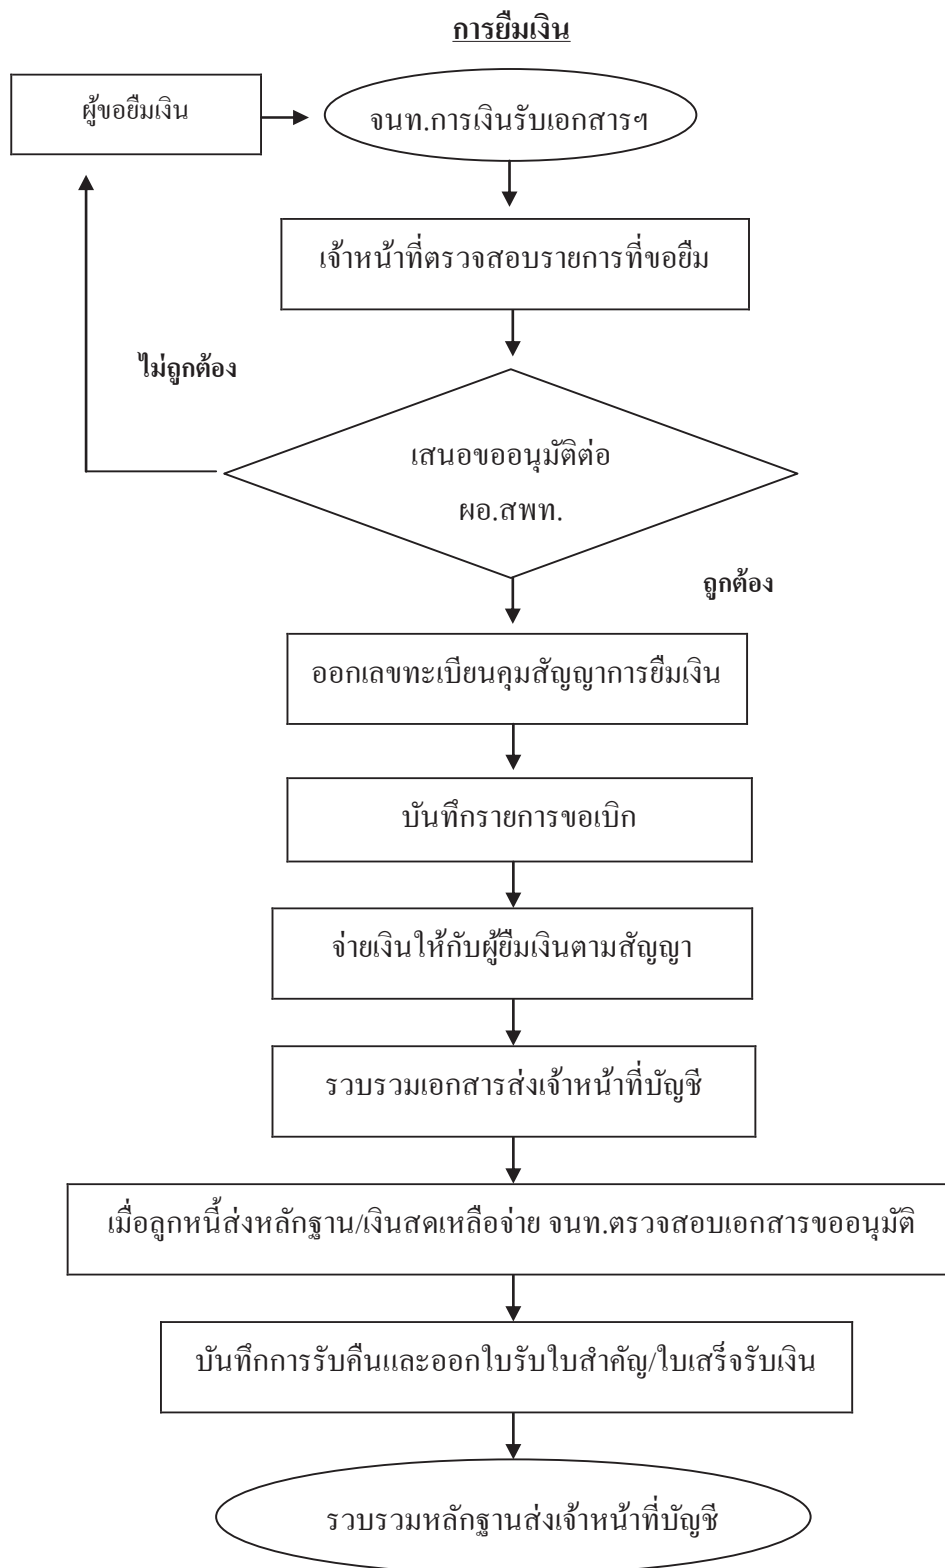 การยืมเงิน
ผู้ขอยืมเงิน
จนท.การเงินรับเอกสารฯ
เจ้าหน้าที่ตรวจสอบรายการที่ขอยืม
ไม่ถูกต้อง
เสนอขออนุมัติต่อ
ผอ.สพท.
ถูกต้อง
ออกเลขทะเบียนคุมสัญญาการยืมเงิน
บันทึกรายการขอเบิก
จ่ายเงินให้กับผู้ยืมเงินตามสัญญา
รวบรวมเอกสารส่งเจ้าหน้าที่บัญชี
เมื่อลูกหนี้ส่งหลักฐาน/เงินสดเหลือจ่าย จนท.ตรวจสอบเอกสารขออนุมัติ
บันทึกการรับคืนและออกใบรับใบสำคัญ/ใบเสร็จรับเงิน
รวบรวมหลักฐานส่งเจ้าหน้าที่บัญชี